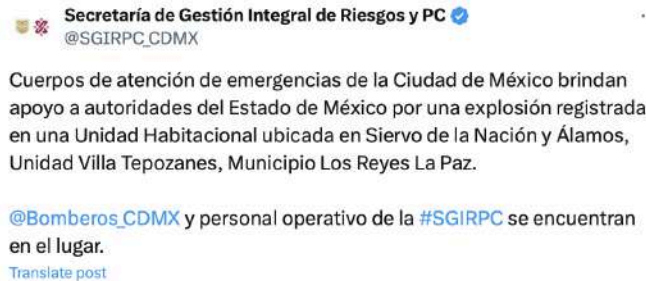 Secretaría de Gestión Integral de Riesgos y PC
@SGIRPC_CDMX
Cuerpos de atención de emergencias de la Ciudad de México brindan
apoyo a autoridades del Estado de México por una explosión registrada
en una Unidad Habitacional ubicada en Siervo de la Nación y Álamos,
Unidad Villa Tepozanes, Municipio Los Reyes La Paz.
@Bomberos_CDMX y personal operativo de la #SGIRPC se encuentran
en el lugar.
Translate post